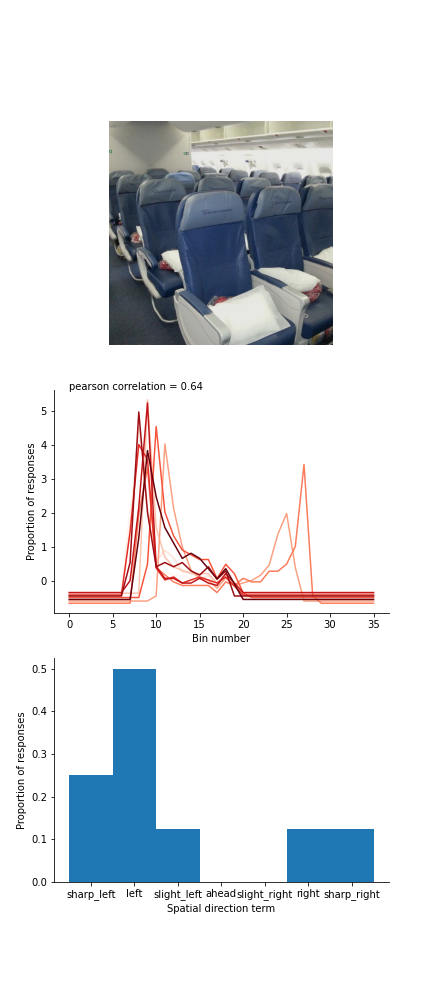 pearson correlation = 0.64
5
4
3
2
1
0
Proportion of responses
0 5 10 15 20 25 30 35
Bin number
0.5
0.4
0.3
0.2
0.1
0.0
Proportion of responses
sharp_left left slight_left ahead slight_right right sharp_right
Spatial direction term